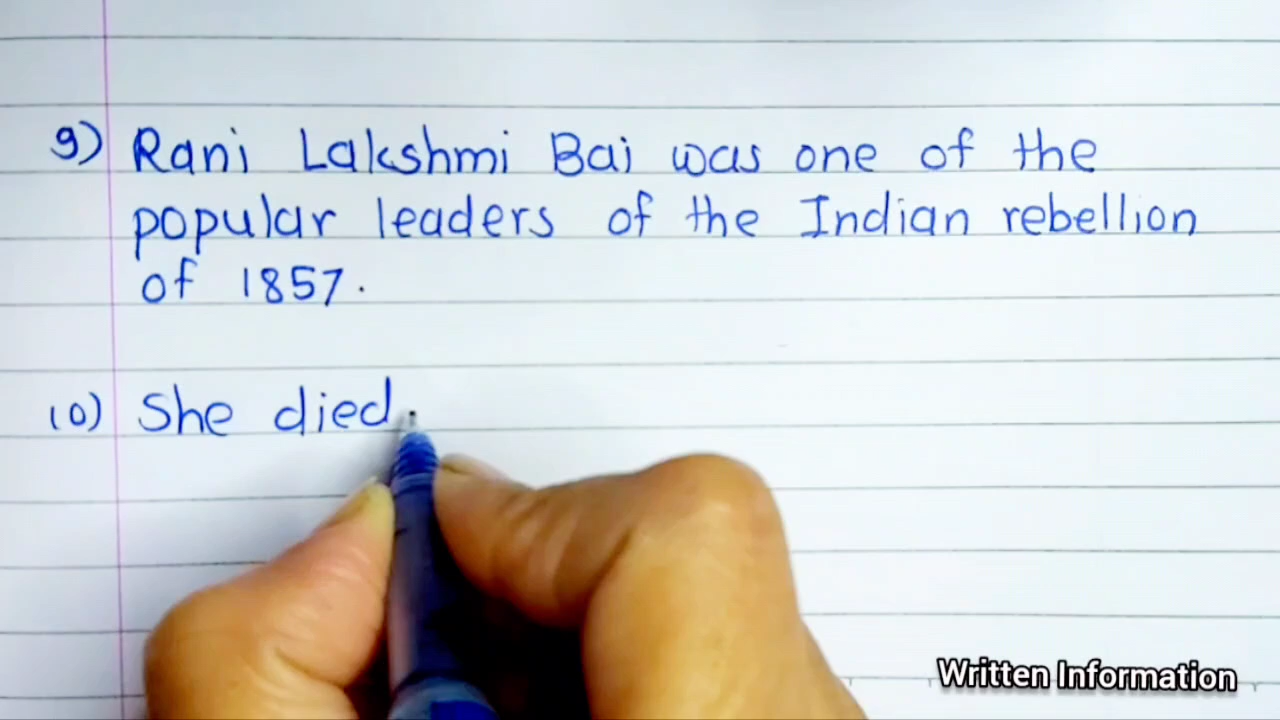 9) Rani Lakshmi Bai was one of the
popular leaders of the Indian rebellion
of 1857.
10) She died
Written Information